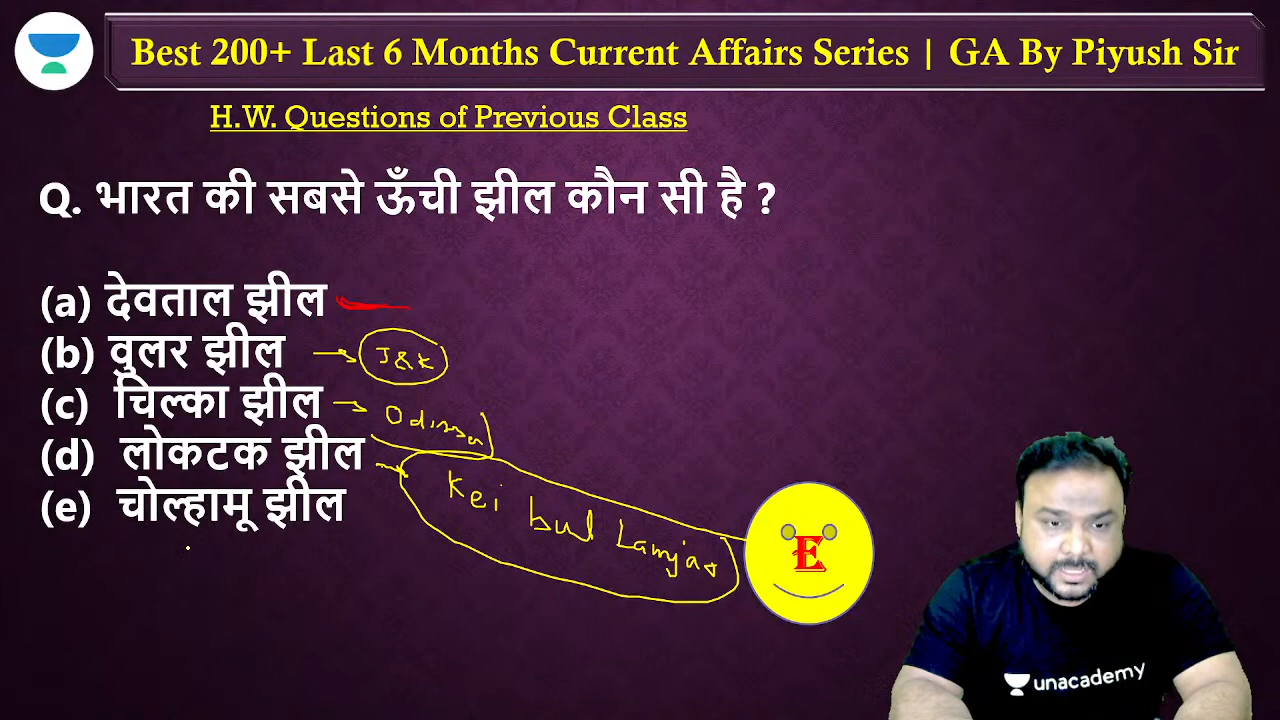 Best 200+ Last 6 Months Current Affairs Series | GA By Piyush Sir
H.W. Questions of Previous Class
Q. भारत की सबसे ऊँची झील कौन सी है ?
(a) देवताल झील
(b) वुलर झील → J&K
(c) चिल्का झील → Odissa
(d) लोकटक झील → Kei bul Lamjao
(e) चोल्हामू झील
E
unacademy